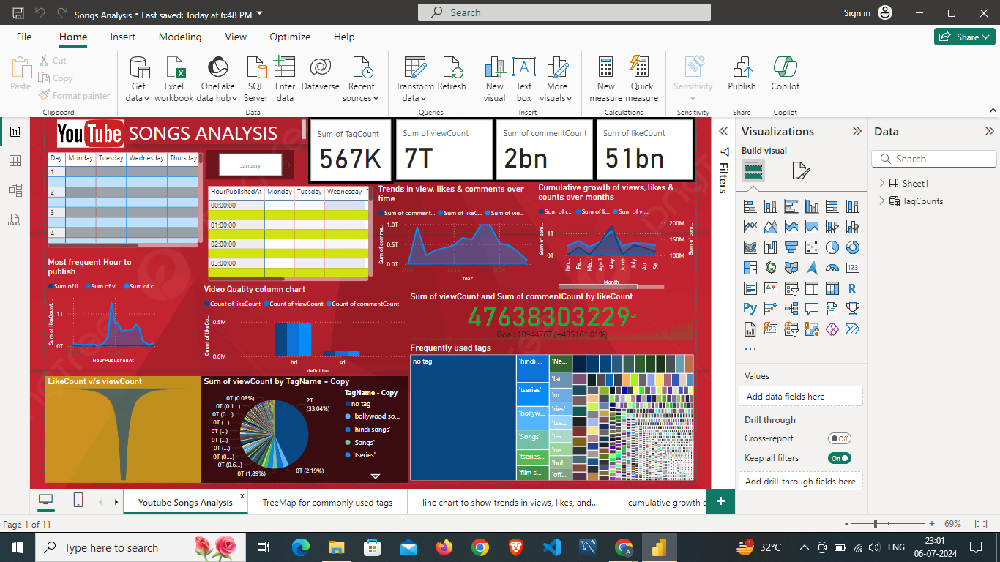 Songs Analysis • Last saved: Today at 6:48 PM
Search
Sign in
File
Home
Insert
Modeling
View
Optimize
Help
Share
Paste
Cut
Copy
Format painter
Clipboard
Get data
Excel workbook
OneLake data hub
SQL Server
Enter data
Dataverse
Recent sources
Data
Transform data
Refresh
Queries
New visual
Text box
More visuals
Insert
New measure
Quick measure
Calculations
Sensitivity
Sensitivity
Publish
Share
Copilot
Copilot
YouTube SONGS ANALYSIS
Day Monday Tuesday Wednesday Thursday
1
2
3
4
January
Sum of TagCount
567K
Sum of viewCount
7T
Sum of commentCount
2bn
Sum of likeCount
51bn
HourPublishedAt Monday Tuesday Wednesday
00:00:00
01:00:00
02:00:00
03:00:00
Trends in view, likes & comments over
time
Sum of comment... Sum of likeC... Sum of vie...
Sum of comme...
1.0T
0.5T
0.0T
2010 2020
Year
Cumulative growth of views, likes &
counts over months
Sum of c... Sum of li... Sum of vi...
Sum of com...
1T
0T
200M
150M
100M
Sum of com...
Jan... Fe... Ma... April May June July Au... Se...
Month
Most frequent Hour to
publish
Sum of li... Sum of vi... Sum of c...
Sum of likeCount,...
1T
0T
HourPublishedAt
Video Quality column chart
Count of likeCount Count of viewCount Count of commentCount
Count of likeCo...
0.5M
0.0M
hd sd
definition
Sum of viewCount and Sum of commentCount by likeCount
47638303229
Goal: 10944767 (+435161.01%)
Frequently used tags
no tag
'hindi ...
'tseries'
'bollyw...
'Songs'
'tseries...
'film s...
'Ne...
'lat...
'm...
'ries'
'tse...
't-s...
'ne...
'bol...
'off...
LikeCount v/s viewCount
Sum of viewCount by TagName - Copy
0T (0.08%)
0T (0.1...)
0T (0....)
0T (...)
0T (...)
0T (...)
0T (0....)
0T (0.6...)
0T (1.89%)
0T (2.19%)
2T
(33.04%)
TagName - Copy
no tag
'bollywood so...
'hindi songs'
'Songs'
'tseries'
Filters
Visualizations
Build visual
Values
Add data fields here
Drill through
Cross-report Off
Keep all filters On
Add drill-through fields here
Data
Search
Sheet1
TagCounts
Youtube Songs Analysis x
TreeMap for commonly used tags
line chart to show trends in views, likes, and...
cumulative growth
Page 1 of 11
69%
Type here to search
32°C
ENG
23:01
06-07-2024